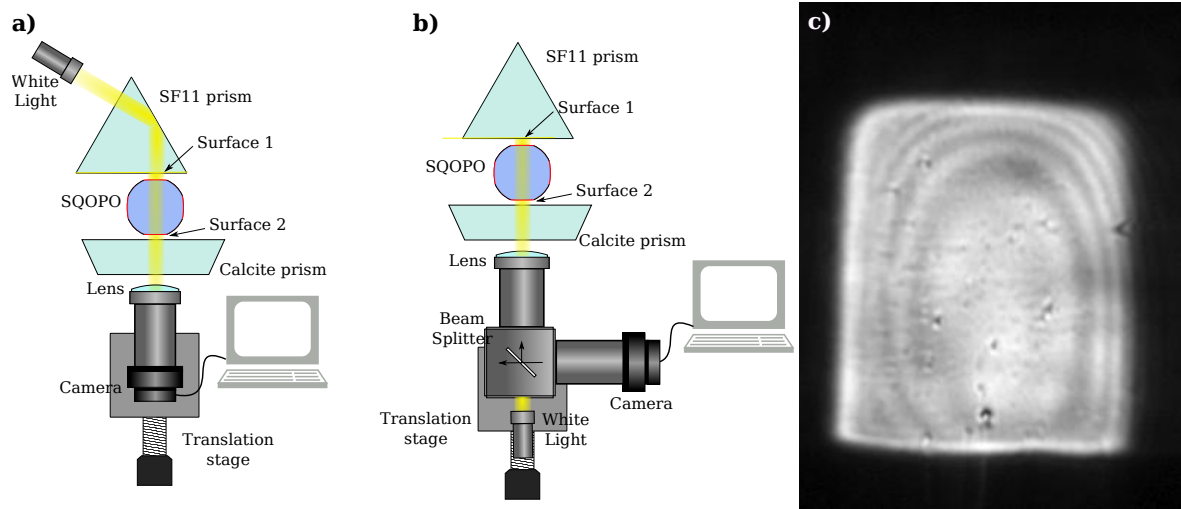 a)
White
Light
SF11 prism
Surface 1
SQOPO
Surface 2
Calcite prism
Lens
Camera
Translation
stage
b)
SF11 prism
Surface 1
SQOPO
Surface 2
Calcite prism
Lens
Beam
Splitter
Camera
Translation
stage
White
Light
c)